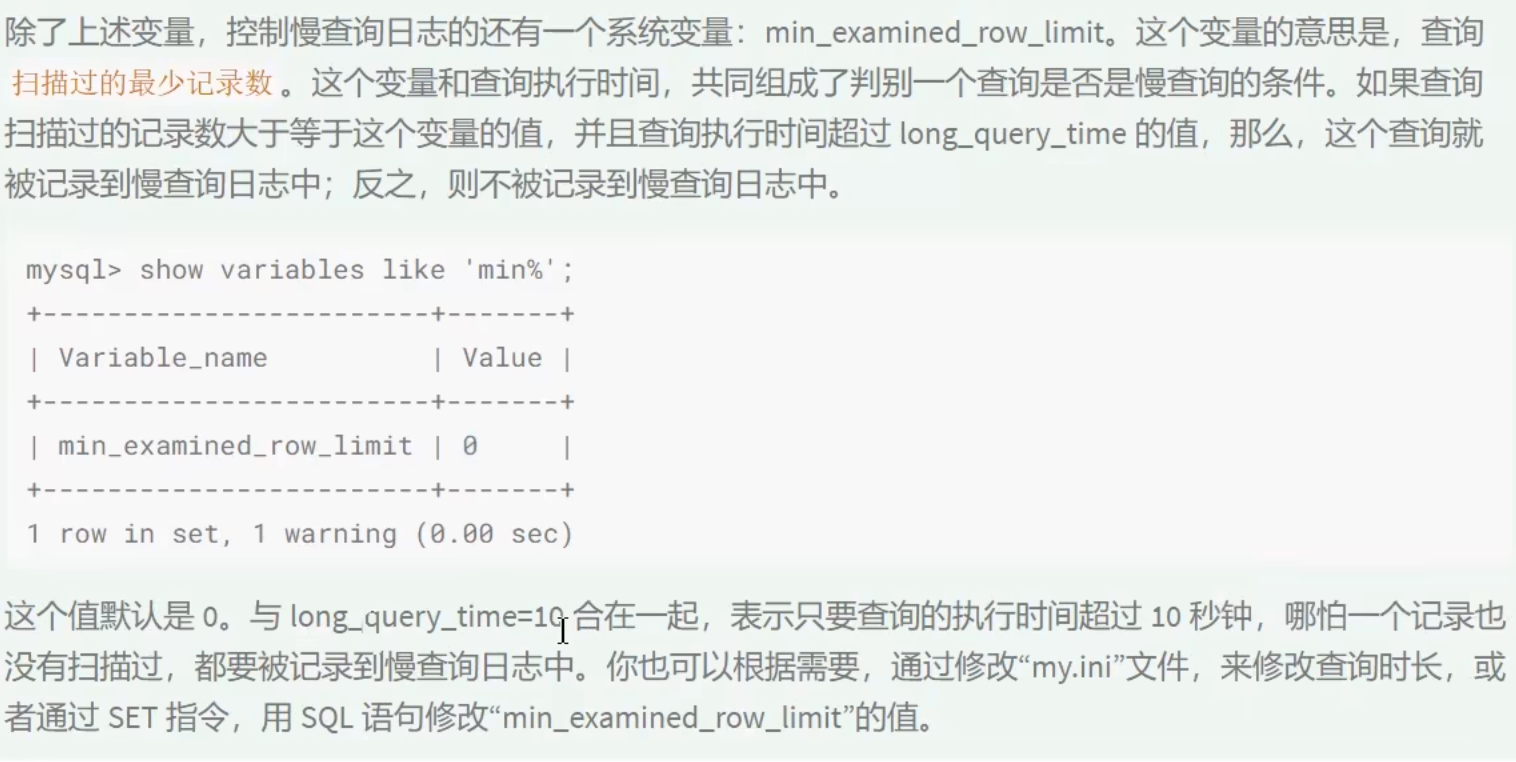 除了上述变量，控制慢查询日志的还有一个系统变量：min_examined_row_limit。这个变量的意思是，查询
扫描过的最少记录数 。这个变量和查询执行时间，共同组成了判别一个查询是否是慢查询的条件。如果查询
扫描过的记录数大于等于这个变量的值，并且查询执行时间超过 long_query_time 的值，那么，这个查询就
被记录到慢查询日志中；反之，则不被记录到慢查询日志中。
mysql> show variables like 'min%';
+------------------------+-------+
| Variable_name          | Value |
+------------------------+-------+
| min_examined_row_limit | 0     |
+------------------------+-------+
1 row in set, 1 warning (0.00 sec)
这个值默认是 0。与 long_query_time=10 合在一起，表示只要查询的执行时间超过 10 秒钟，哪怕一个记录也
没有扫描过，都要被记录到慢查询日志中。你也可以根据需要，通过修改“my.ini”文件，来修改查询时长，或
者通过 SET 指令，用 SQL 语句修改“min_examined_row_limit”的值。